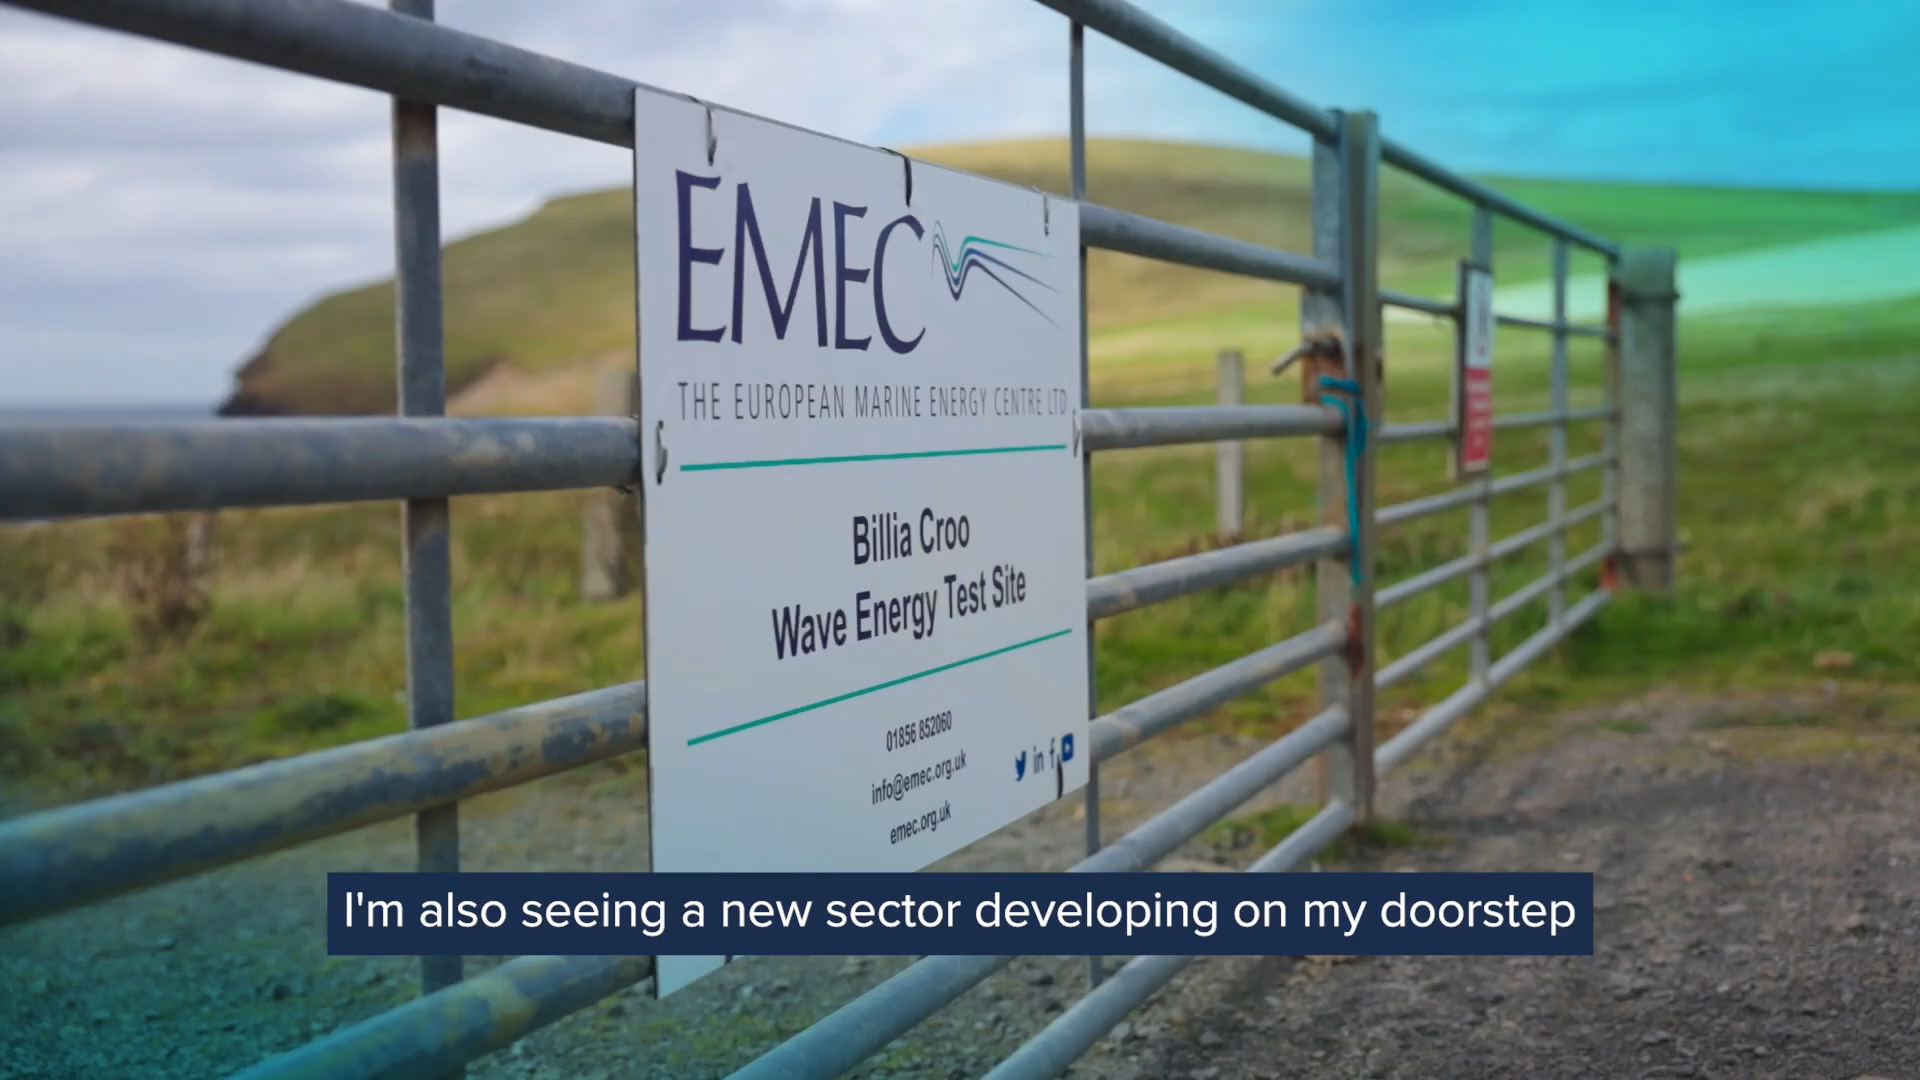 EMEC
THE EUROPEAN MARINE ENERGY CENTRE LTD
Billia Croo
Wave Energy Test Site
01856 852060
info@emec.org.uk
emec.org.uk
I'm also seeing a new sector developing on my doorstep